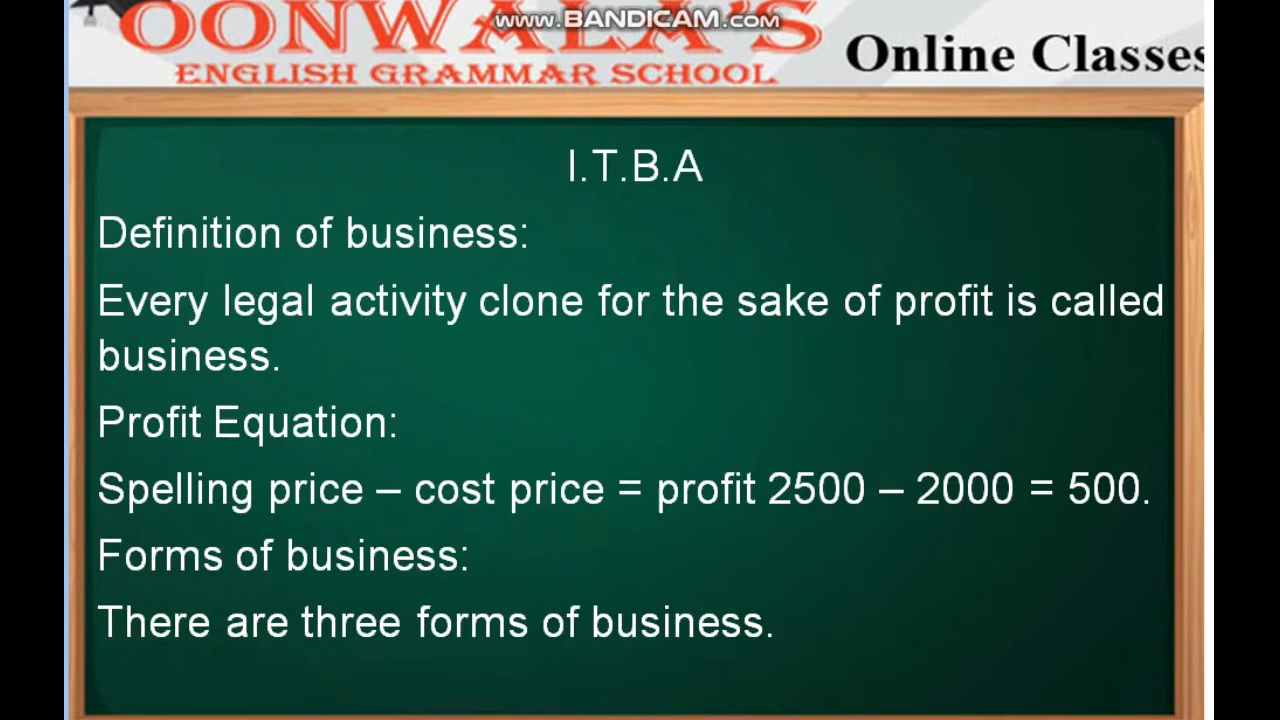 www.BANDICAM.com
OONWALA'S
ENGLISH GRAMMAR SCHOOL
Online Classes
I.T.B.A
Definition of business:
Every legal activity clone for the sake of profit is called
business.
Profit Equation:
Spelling price – cost price = profit 2500 – 2000 = 500.
Forms of business:
There are three forms of business.